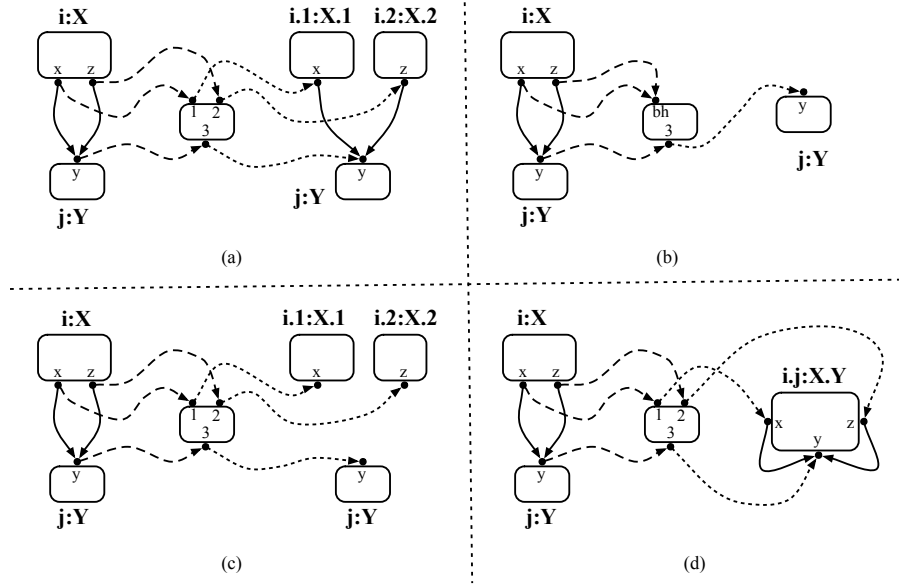 i:X i.1:X.1 i.2:X.2
x z x z
1 2
3
y y
j:Y j:Y
(a)
i:X
x z
bh y
3
j:Y
y
j:Y
(b)
i:X i.1:X.1 i.2:X.2
x z x z
1 2
3
y y
j:Y j:Y
(c)
i:X
i.j:X.Y
x z
1 2 x z
3 y
y
j:Y
(d)